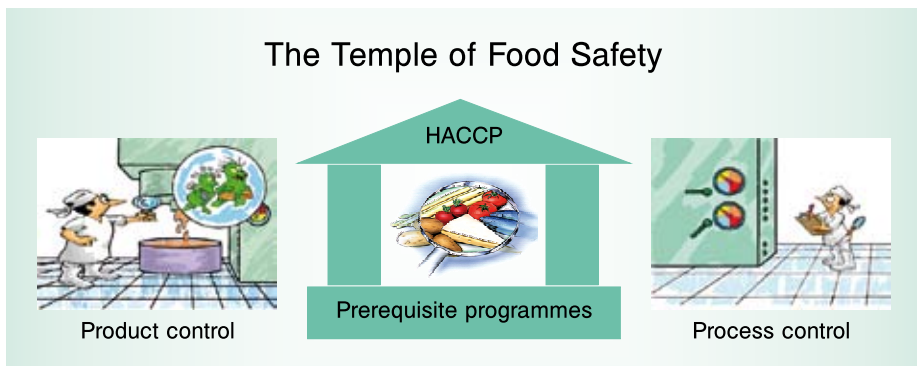 The Temple of Food Safety
HACCP
Prerequisite programmes
Product control
Process control